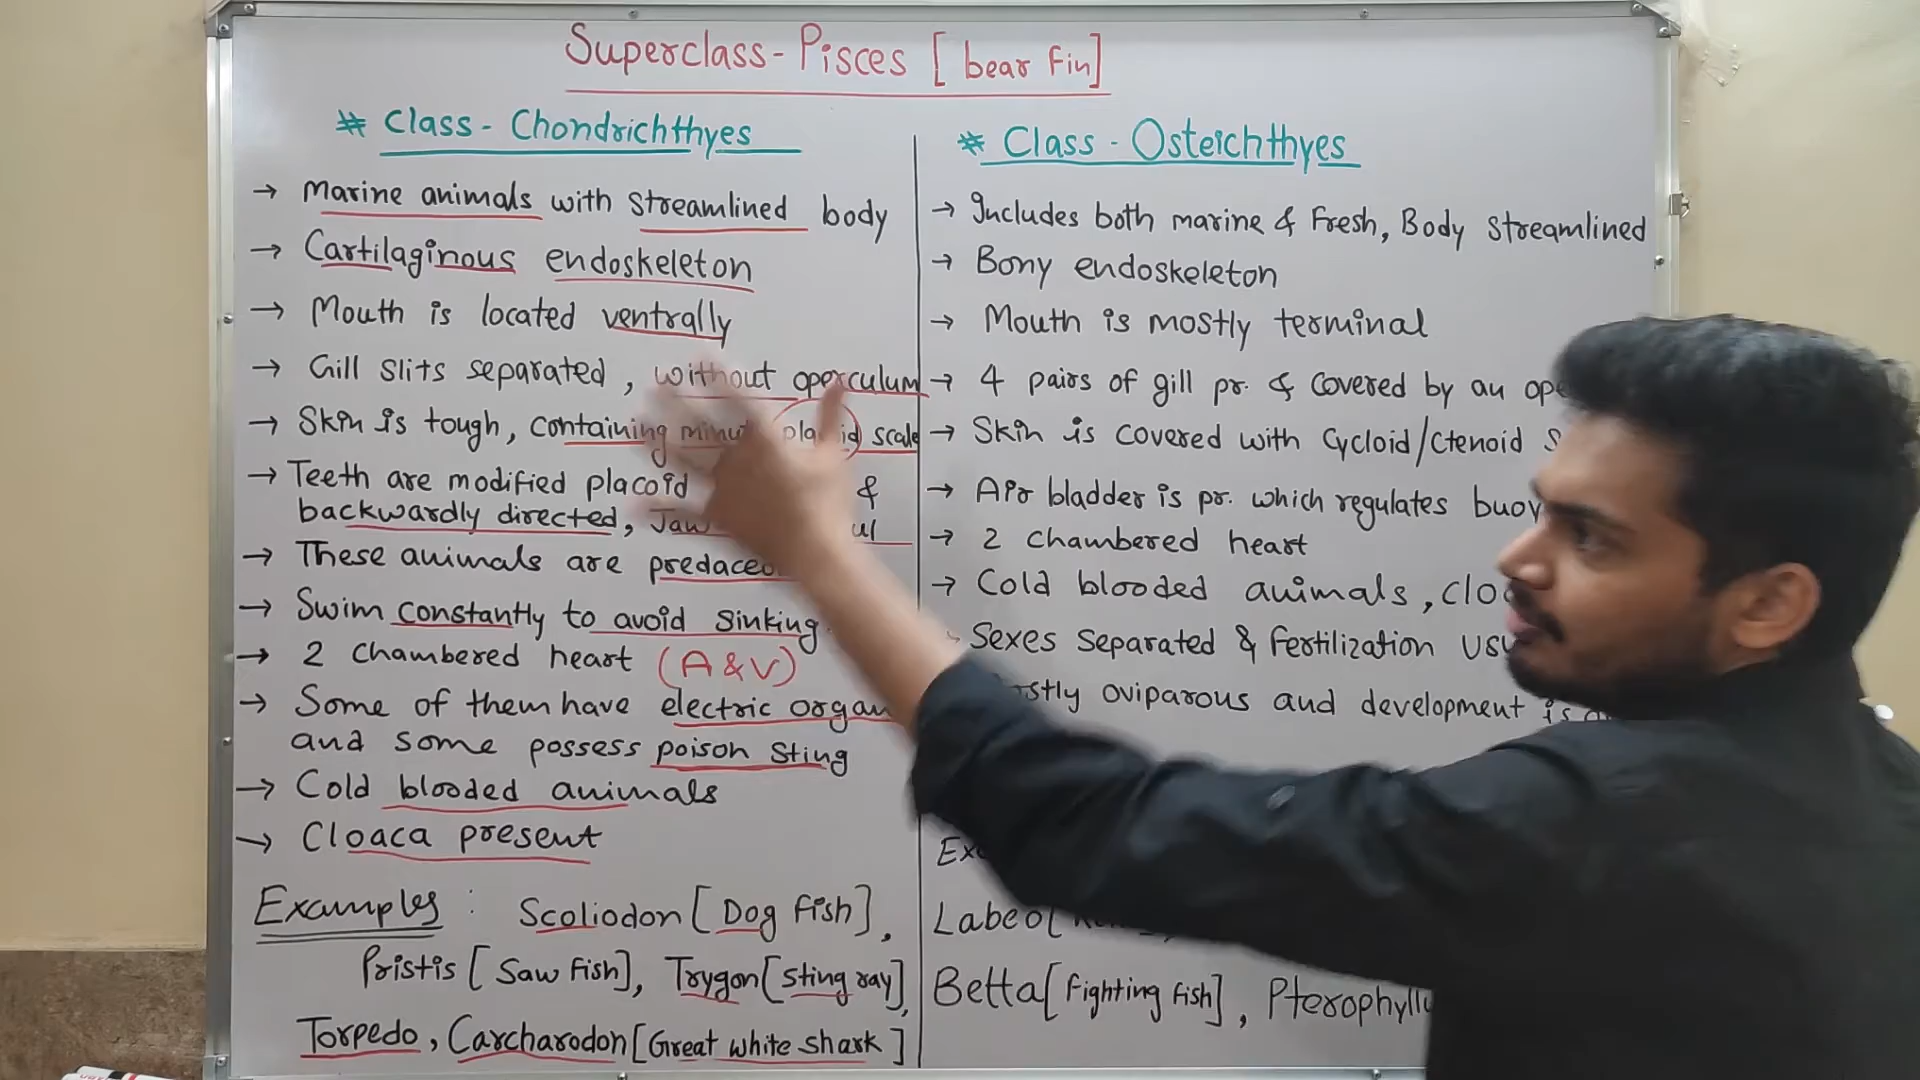 Superclass - Pisces [ bear fin]
* Class - Chondrichthyes
→ Marine animals with streamlined body
→ Cartilaginous endoskeleton
→ Mouth is located ventrally
→ Gill slits separated, without operculum
→ Skin is tough, containing minute placoid scale
→ Teeth are modified placoid &
backwardly directed, Jaw
→ These animals are
→ Swim constantly to avoid sinking
→ 2 chambered heart (A & V)
→ Some of them have electric organ
and some possess poison sting
→ Cold blooded animals
→ Cloaca present
Examples : Scoliodon [Dog fish],
Pristis [Saw fish], Trygon [Sting ray],
Torpedo, Carcharodon [Great white shark]
* Class - Osteichthyes
→ Includes both marine & Fresh, Body streamlined
→ Bony endoskeleton
→ Mouth is mostly terminal
→ 4 pairs of gill pr. & covered by an
→ Skin is covered with Cycloid/Ctenoid
→ Air bladder is pr. which regulates
→ 2 chambered heart
→ Cold blooded animals,
Sexes separated & fertilization
oviparous and development is
Labeo [
Betta [Fighting fish],